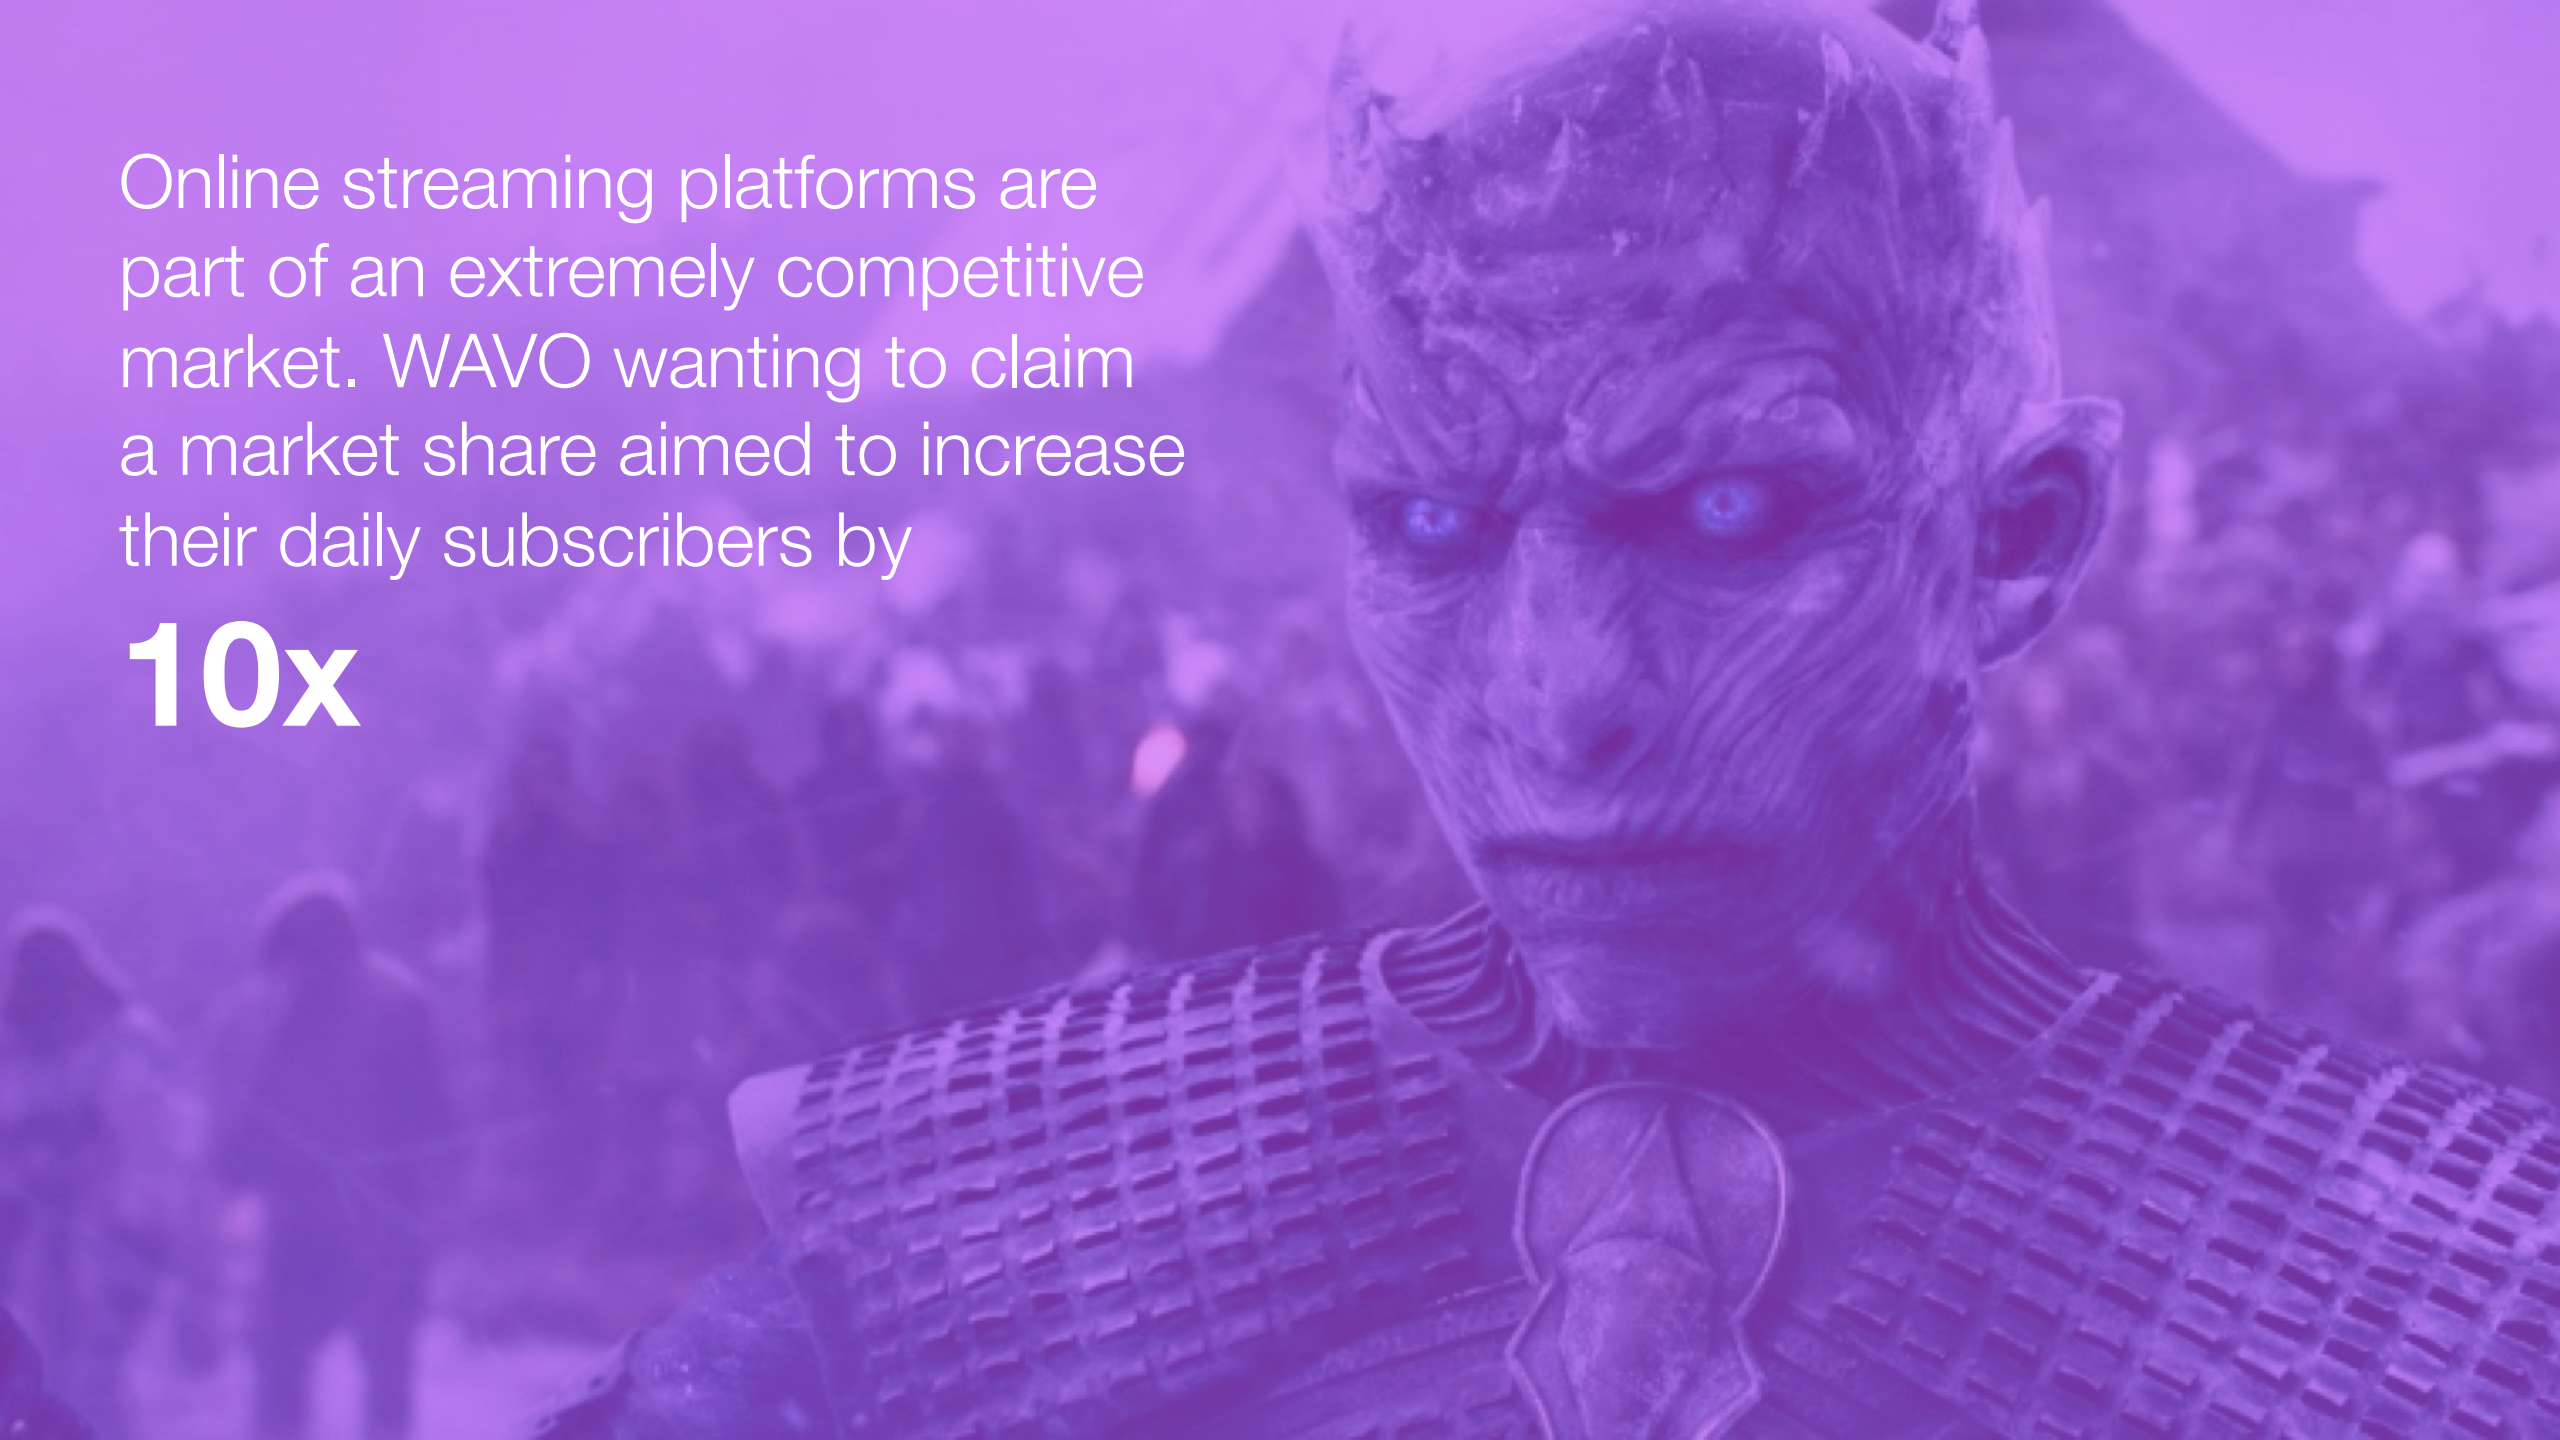 Online streaming platforms are
part of an extremely competitive
market. WAVO wanting to claim
a market share aimed to increase
their daily subscribers by
10x